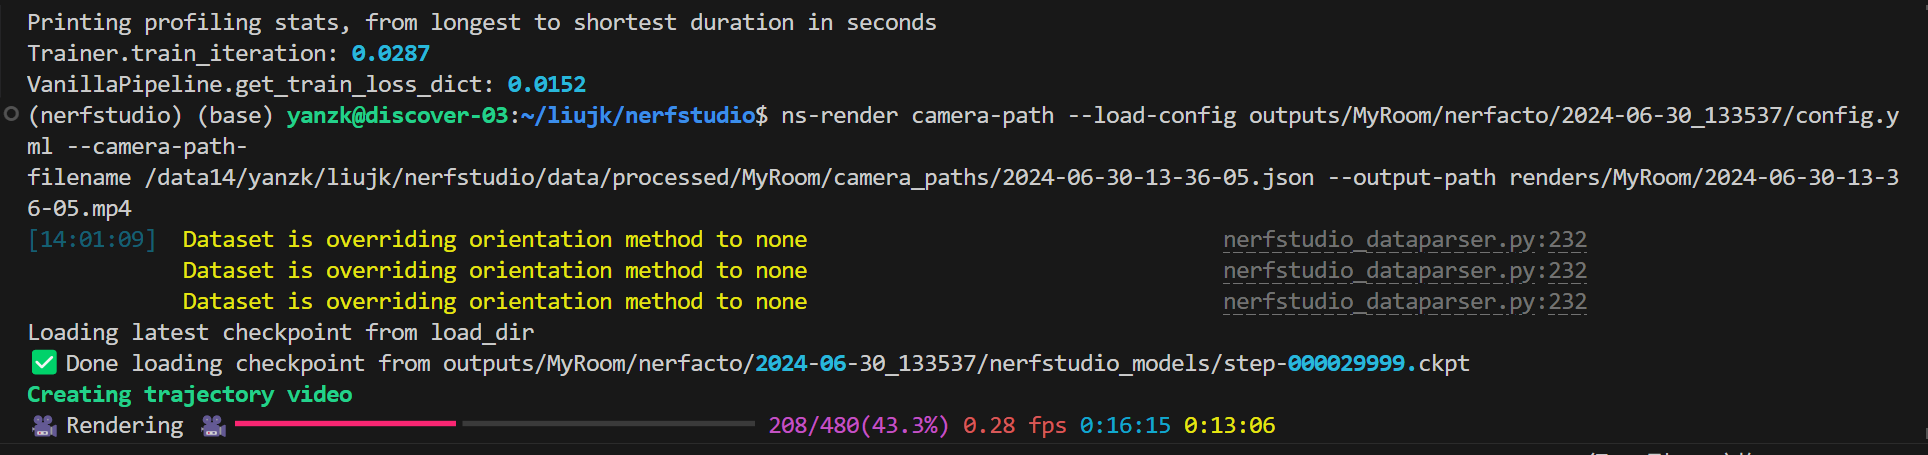 Printing profiling stats, from longest to shortest duration in seconds
Trainer.train_iteration: 0.0287
VanillaPipeline.get_train_loss_dict: 0.0152
(nerfstudio) (base) yanzk@discover-03:~/liujk/nerfstudio$ ns-render camera-path --load-config outputs/MyRoom/nerfacto/2024-06-30_133537/config.y
ml --camera-path-
filename /data14/yanzk/liujk/nerfstudio/data/processed/MyRoom/camera_paths/2024-06-30-13-36-05.json --output-path renders/MyRoom/2024-06-30-13-3
6-05.mp4
[14:01:09] Dataset is overriding orientation method to none nerfstudio_dataparser.py:232
Dataset is overriding orientation method to none nerfstudio_dataparser.py:232
Dataset is overriding orientation method to none nerfstudio_dataparser.py:232
Loading latest checkpoint from load_dir
✅ Done loading checkpoint from outputs/MyRoom/nerfacto/2024-06-30_133537/nerfstudio_models/step-000029999.ckpt
Creating trajectory video
🎥 Rendering 🎥 208/480(43.3%) 0.28 fps 0:16:15 0:13:06